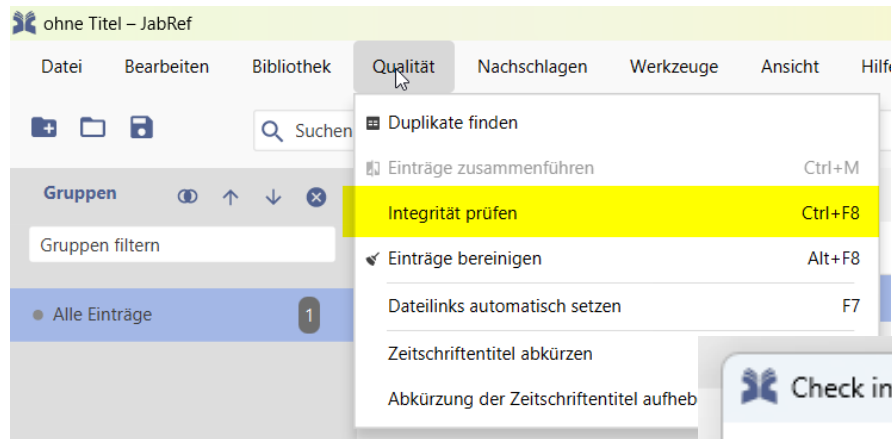 ohne Titel – JabRef
Datei Bearbeiten Bibliothek Qualität Nachschlagen Werkzeuge Ansicht Hilfe
Suchen
Duplikate finden
Einträge zusammenführen Ctrl+M
Gruppen
Integrität prüfen Ctrl+F8
Gruppen filtern
Einträge bereinigen Alt+F8
Dateilinks automatisch setzen F7
Alle Einträge 1
Zeitschriftentitel abkürzen
Abkürzung der Zeitschriftentitel aufheb
Check in